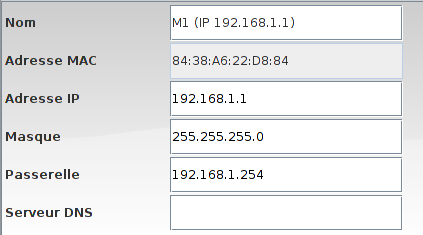 Nom M1 (IP 192.168.1.1)
Adresse MAC 84:38:A6:22:D8:84
Adresse IP 192.168.1.1
Masque 255.255.255.0
Passerelle 192.168.1.254
Serveur DNS